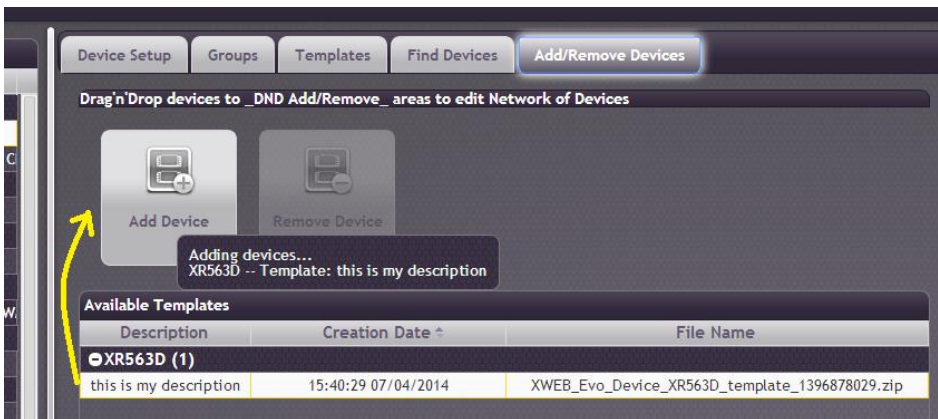 Device Setup Groups Templates Find Devices Add/Remove Devices
Drag'n'Drop devices to _DND Add/Remove_ areas to edit Network of Devices
Add Device Remove Device
Adding devices...
XR563D -- Template: this is my description
Available Templates
Description Creation Date File Name
XR563D (1)
this is my description 15:40:29 07/04/2014 XWEB_Evo_Device_XR563D_template_1396878029.zip